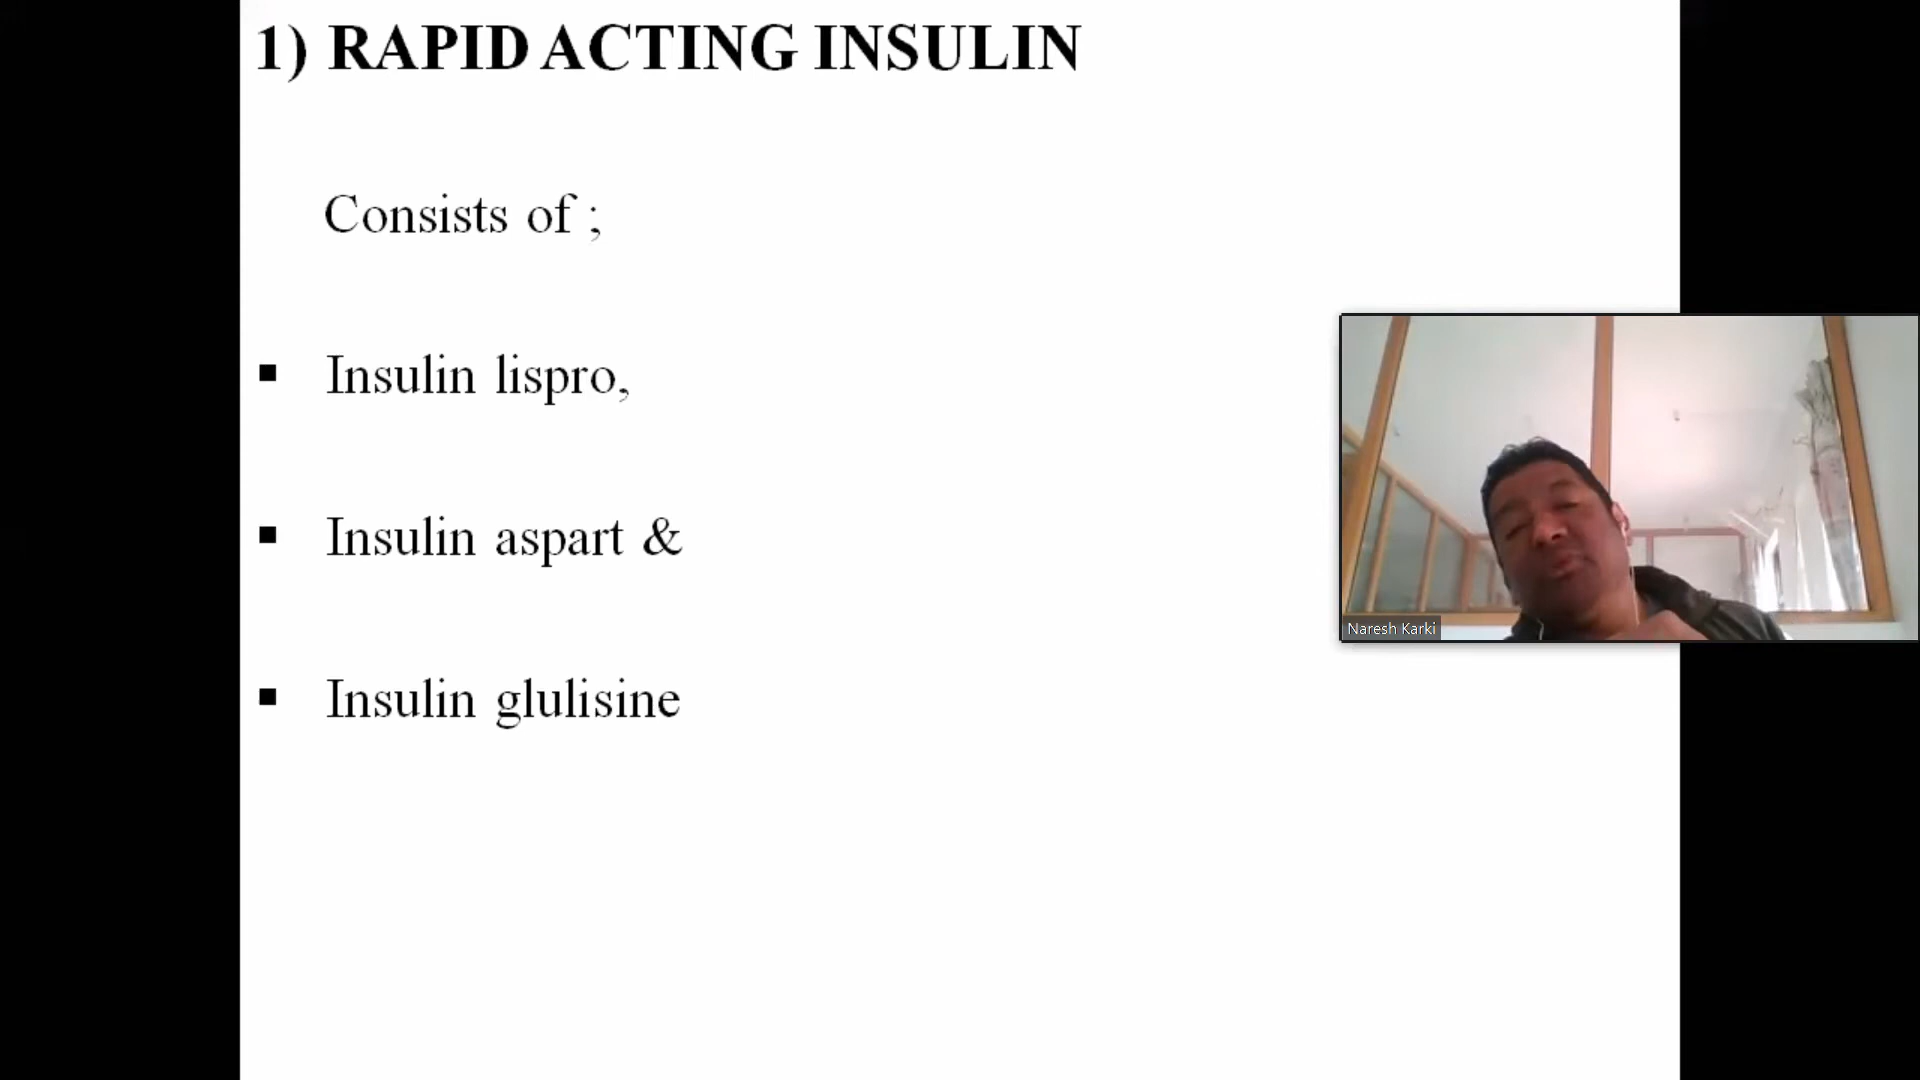 1) RAPID ACTING INSULIN
Consists of ;
▪ Insulin lispro,
▪ Insulin aspart &
▪ Insulin glulisine
Naresh Karki